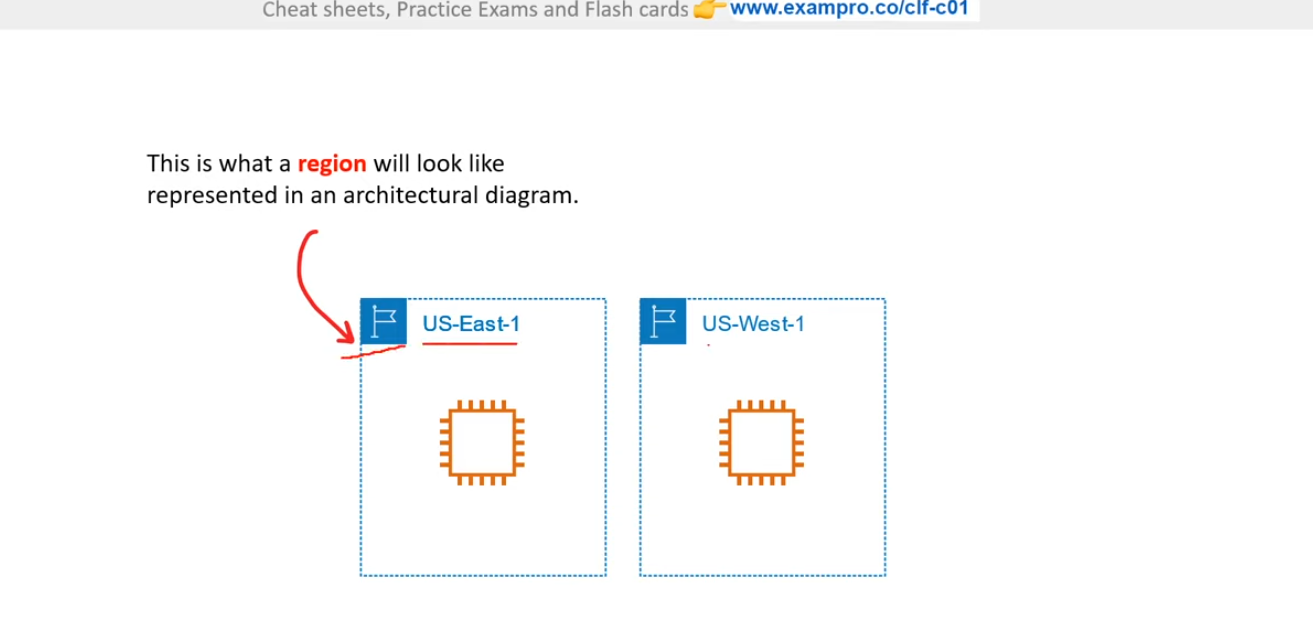 Cheat sheets, Practice Exams and Flash cards 👉 www.exampro.co/clf-c01
This is what a region will look like
represented in an architectural diagram.
US-East-1
US-West-1